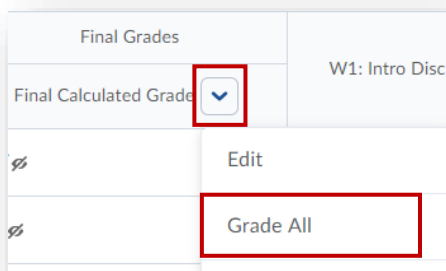 Final Grades
W1: Intro Disc
Final Calculated Grade
Edit
Grade All